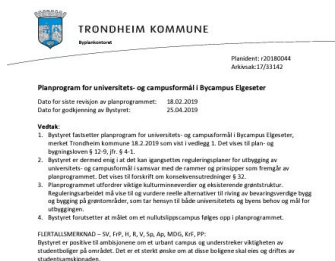 TRONDHEIM KOMMUNE
Byplankontoret
Planident: r20180044
Arkivsak:17/33142
Planprogram for universitets- og campusformål i Bycampus Elgeseter
Dato for siste revisjon av planprogrammet: 18.02.2019
Dato for godkjenning av Bystyret: 25.04.2019
Vedtak:
1. Bystyret fastsetter planprogram for universitets- og campusformål i Bycampus Elgeseter,
merket Trondheim kommune 18.2.2019 som vist i vedlegg 1. Det vises til plan- og
bygningsloven § 12-9, jfr. § 4-1.
2. Bystyret er dermed enig i at det kan igangsettes reguleringsplaner for utbygging av
universitets- og campusformål i samsvar med de rammer og prinsipper som fremgår av
planprogrammet. Det vises til forskrift om konsekvensutredninger § 32.
3. Planprogrammet utfordrer viktige kulturminneverdier og eksisterende grøntstruktur.
Reguleringsarbeidet må vise til og vurdere reelle alternativer til riving av bevaringsverdige bygg
og bygging på grøntområder, som tar hensyn til både universitetets og byens behov og mål for
utbyggingen.
4. Bystyret forutsetter at målet om et nullutslippscampus følges opp i planprogrammet.
FLERTALLSMERKNAD – SV, FrP, H, R, V, Sp, Ap, MDG, KrF, PP:
Bystyret er positive til ambisjonene om et urbant campus og understreker viktigheten av
studentboliger på området. Det er et sterkt ønske om at disse boligene skal eies og driftes av
studentsamskipnaden.